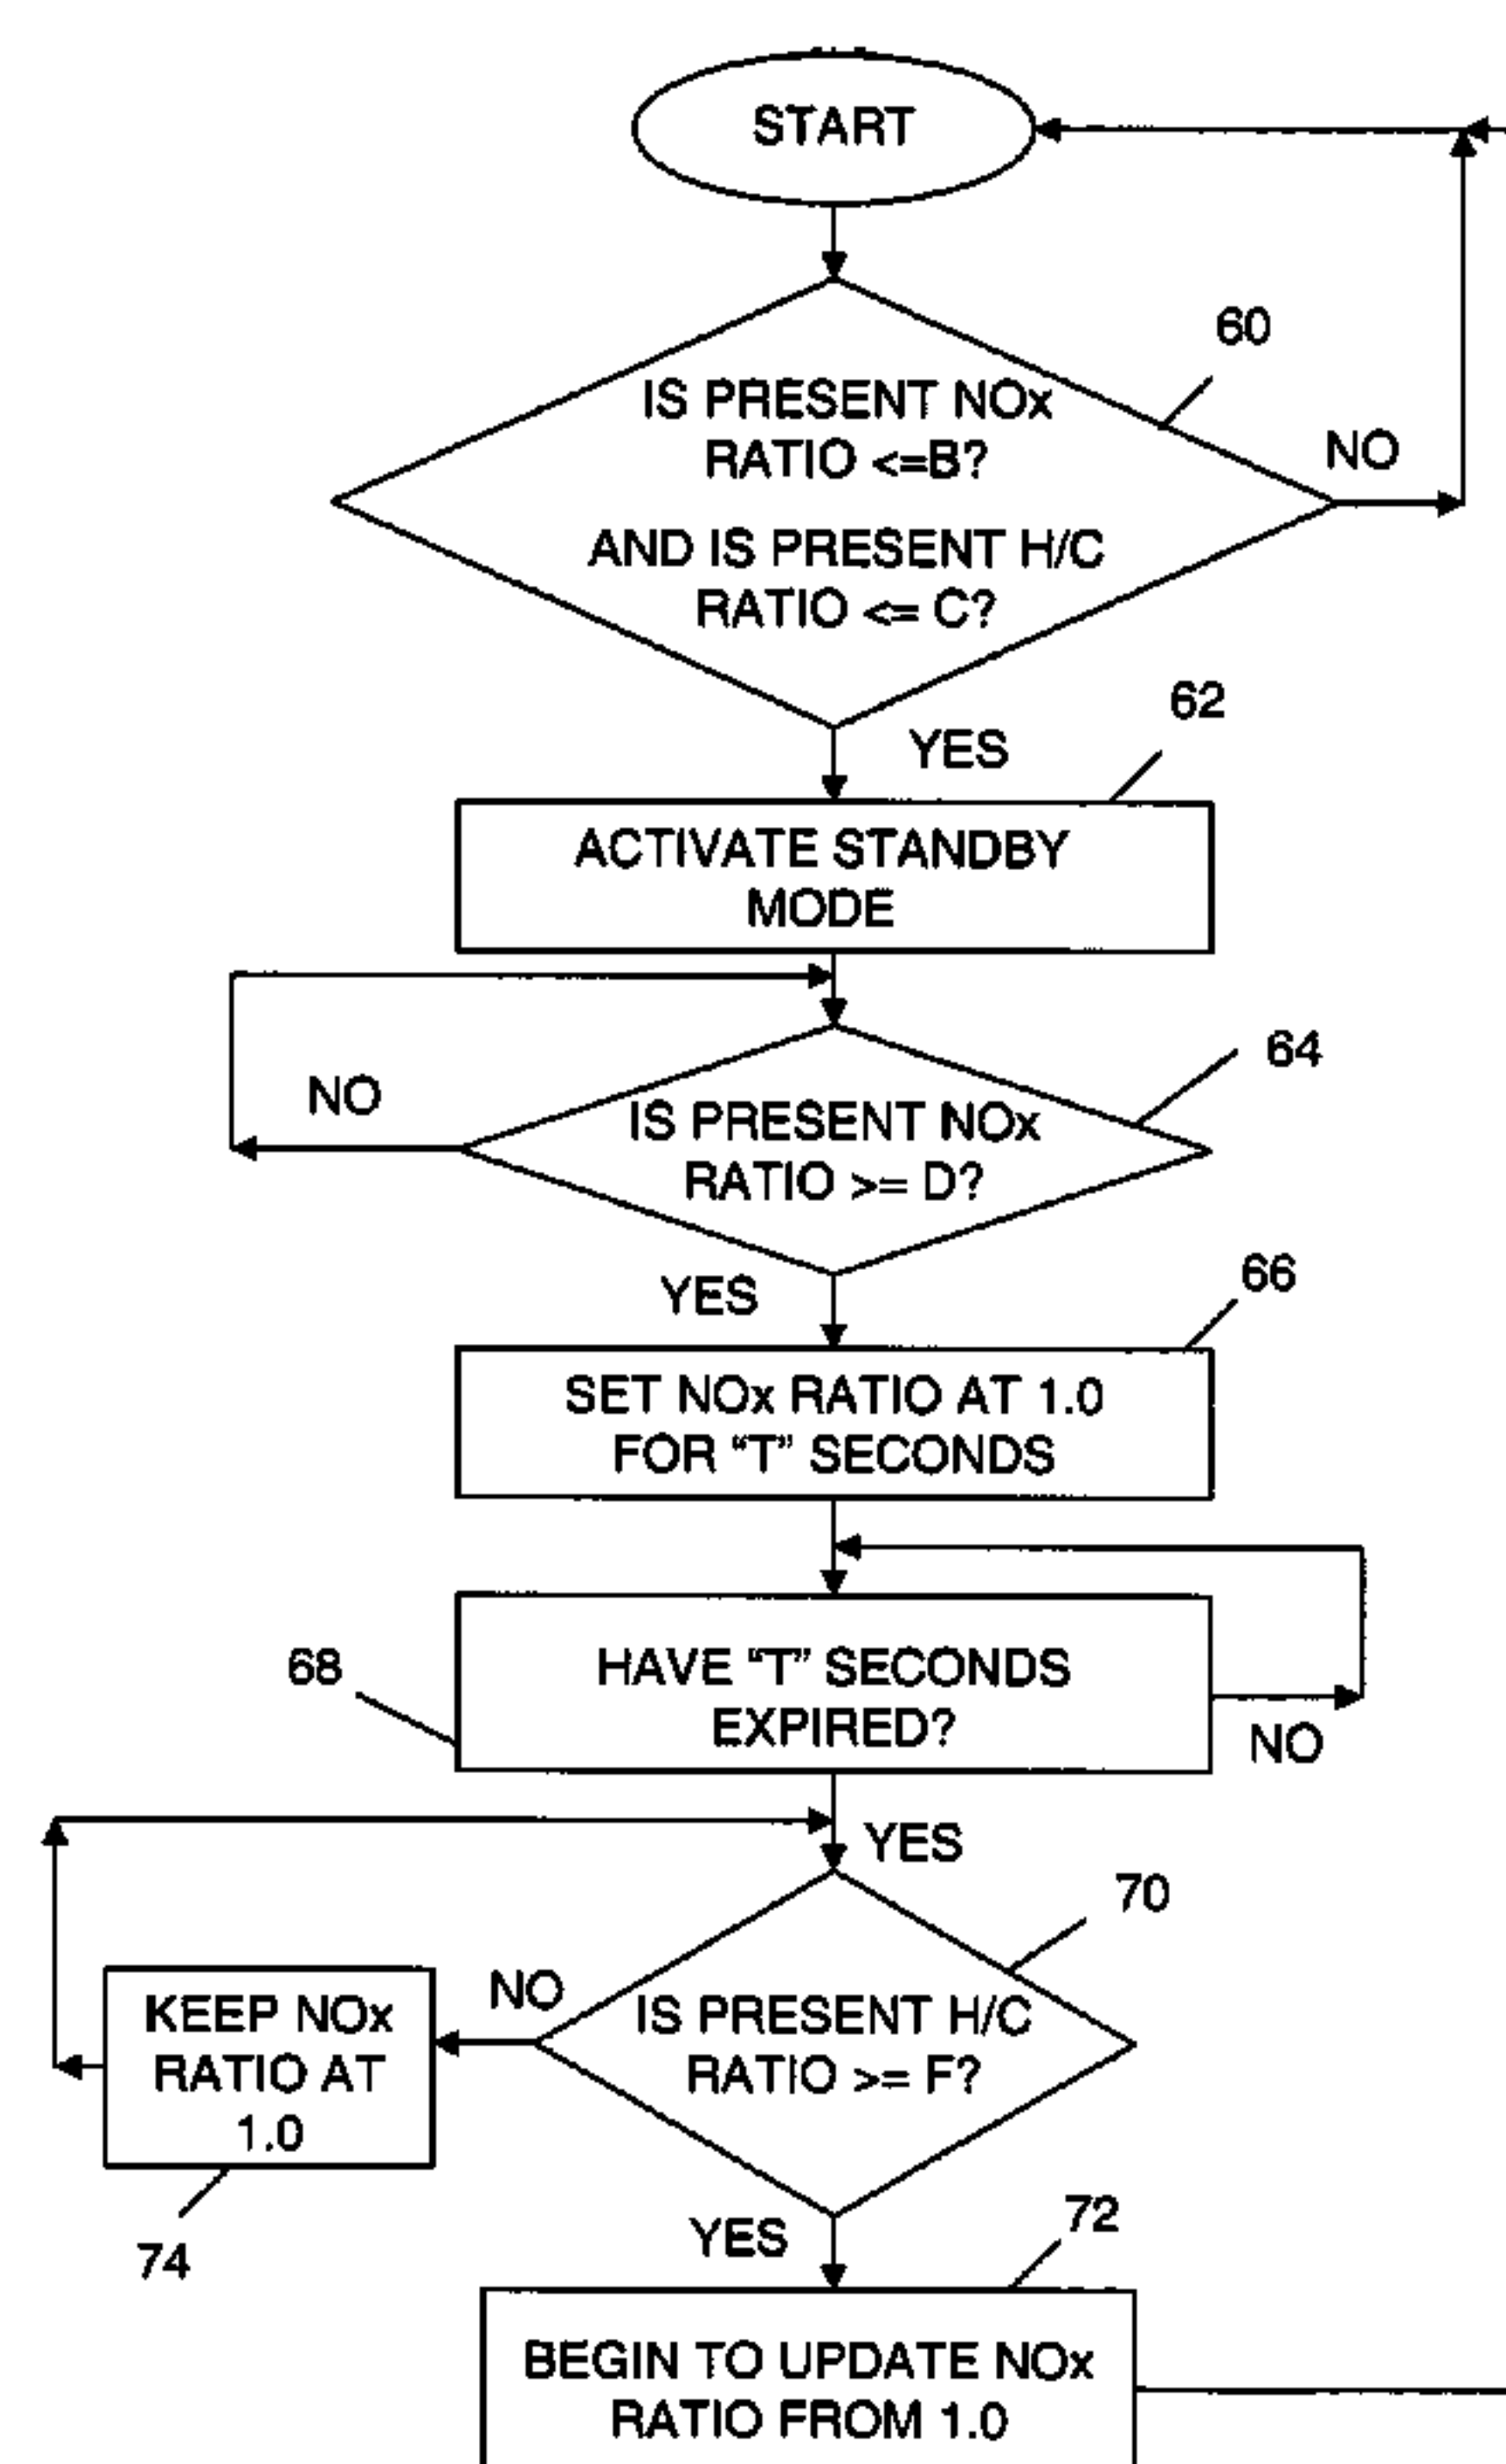 START
60
IS PRESENT NOx
RATIO <=B?
NO
AND IS PRESENT H/C
RATIO <= C?
62
YES
ACTIVATE STANDBY
MODE
64
NO
IS PRESENT NOx
RATIO >= D?
66
YES
SET NOx RATIO AT 1.0
FOR "T" SECONDS
68
HAVE "T" SECONDS
EXPIRED?
NO
YES
70
NO
IS PRESENT H/C
RATIO >= F?
KEEP NOx
RATIO AT
1.0
74
YES
72
BEGIN TO UPDATE NOx
RATIO FROM 1.0